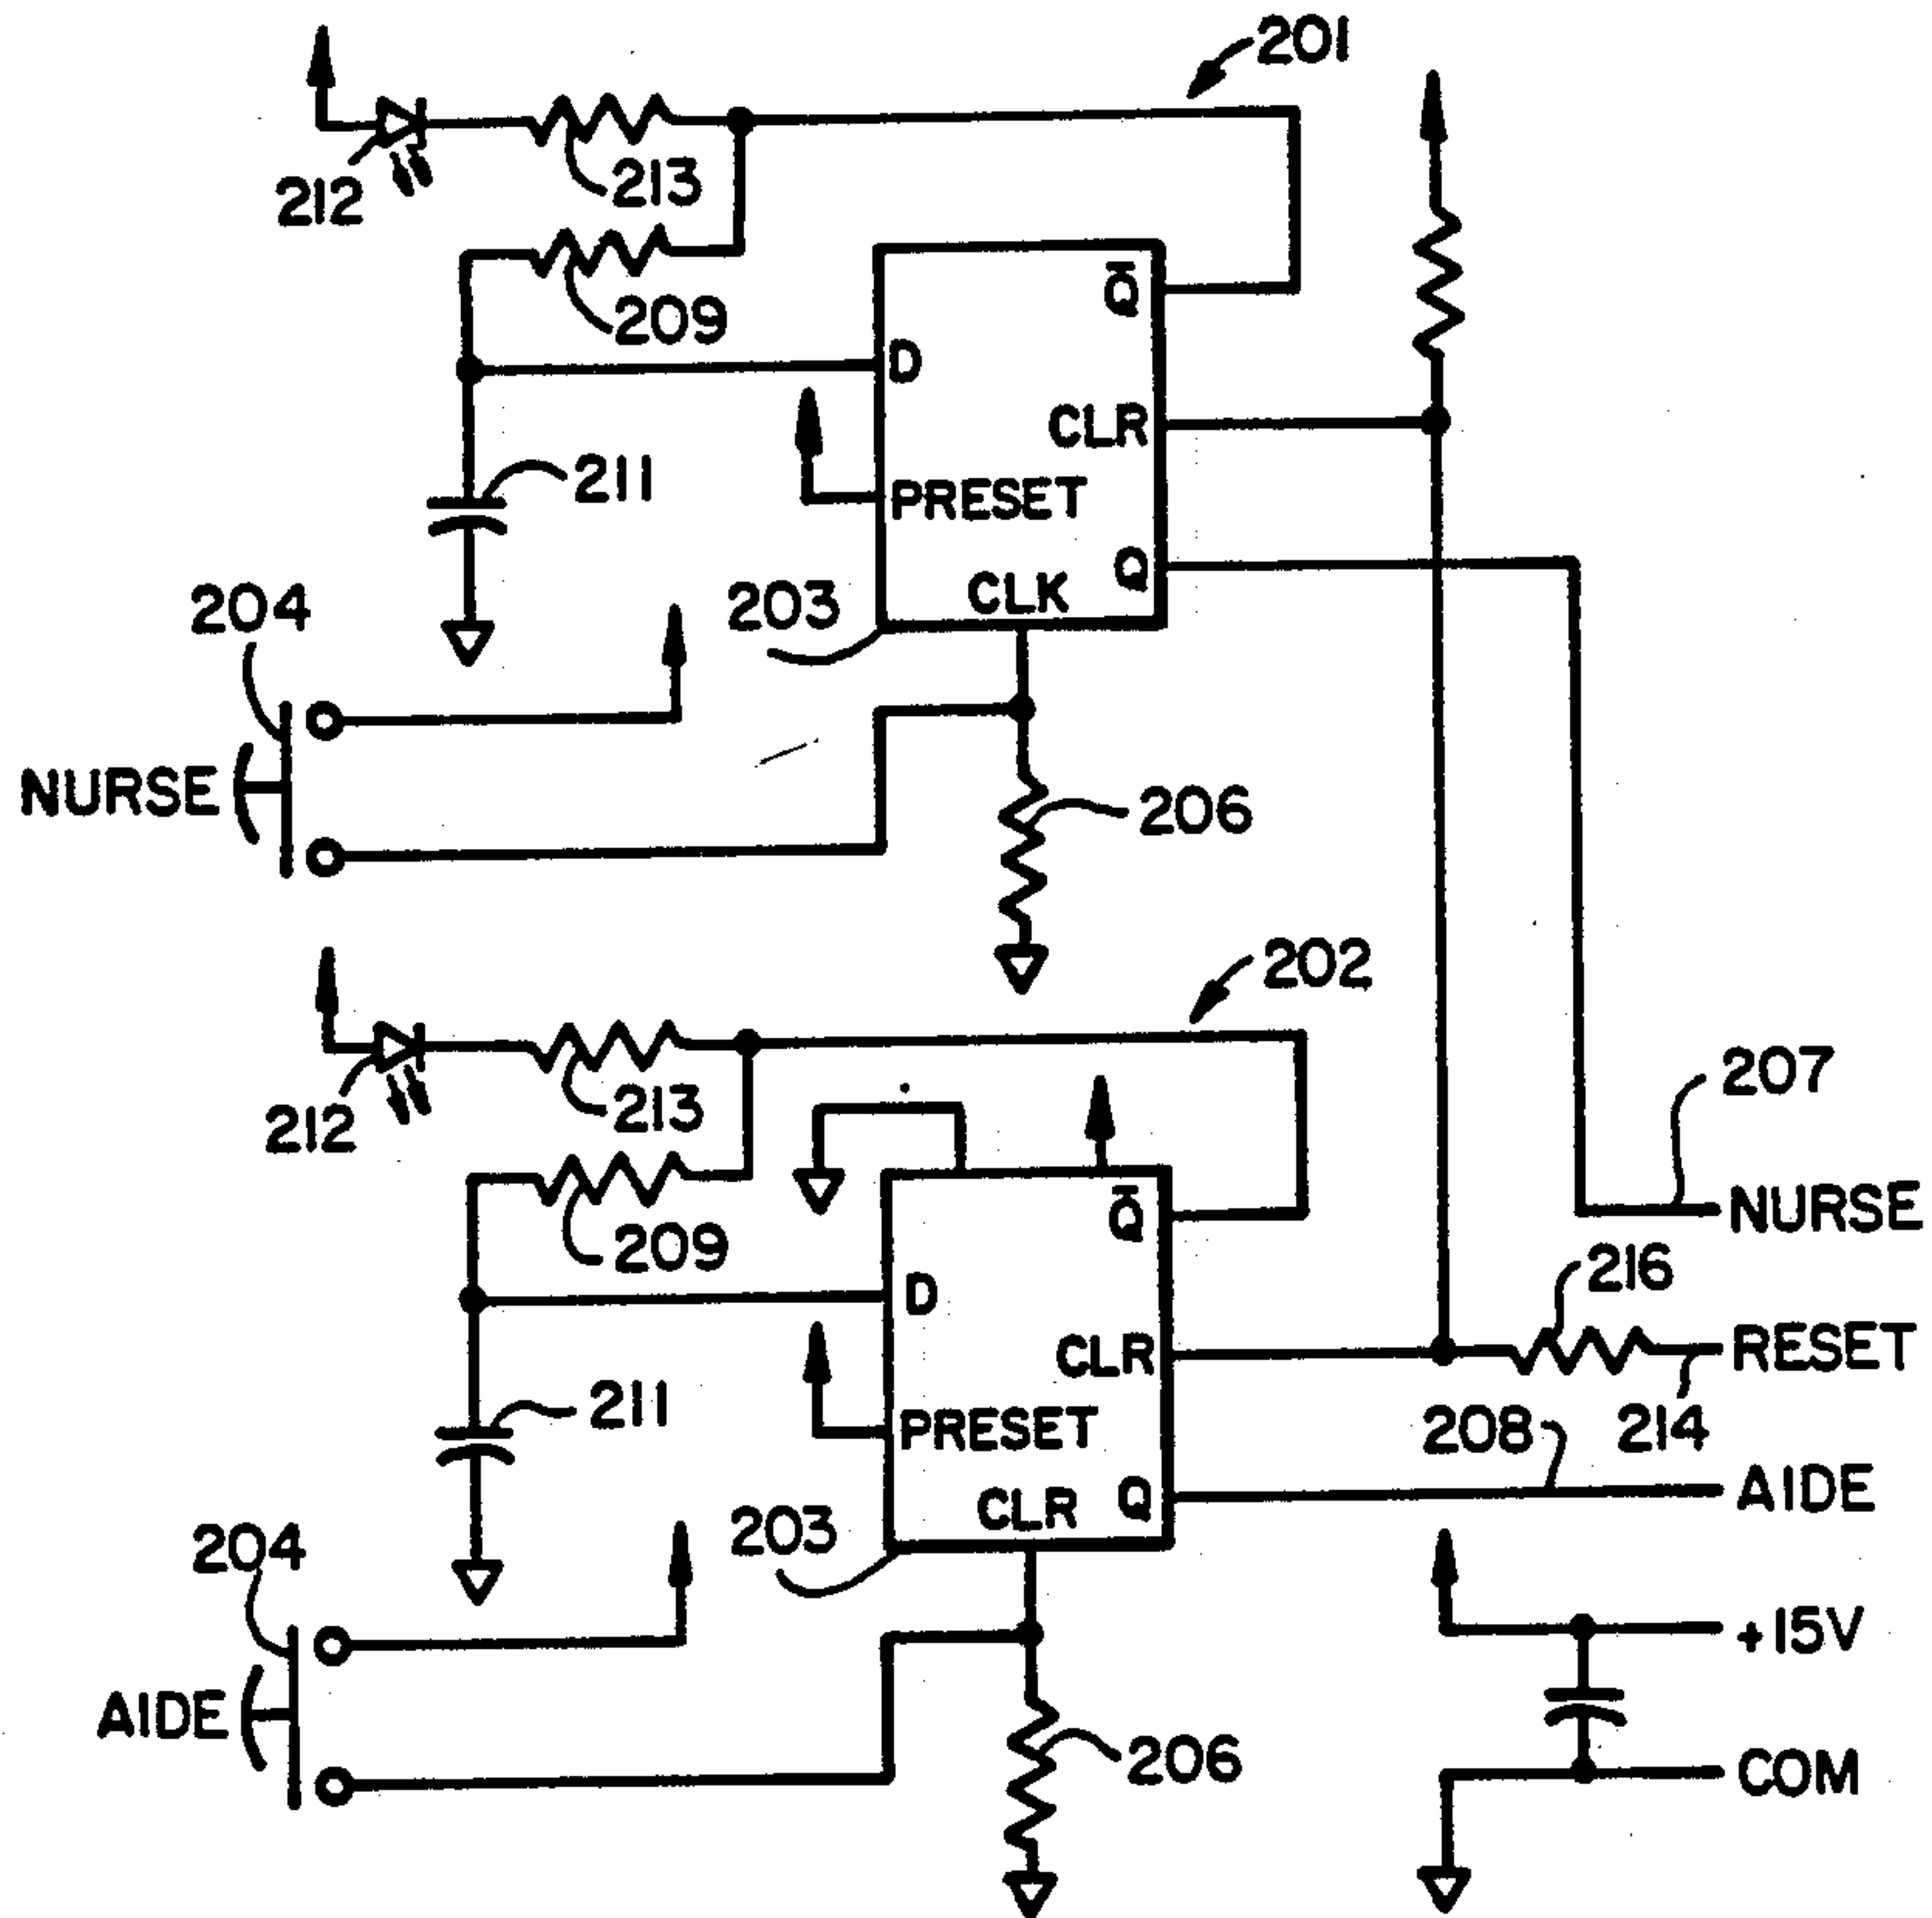 201
212
213
209
Q̅
D
CLR
211
PRESET
Q
204
203
CLK
NURSE
206
202
207
212
213
Q̅
NURSE
209
216
D
CLR
RESET
211
PRESET
208
214
CLR
Q
AIDE
204
203
+15V
AIDE
206
COM